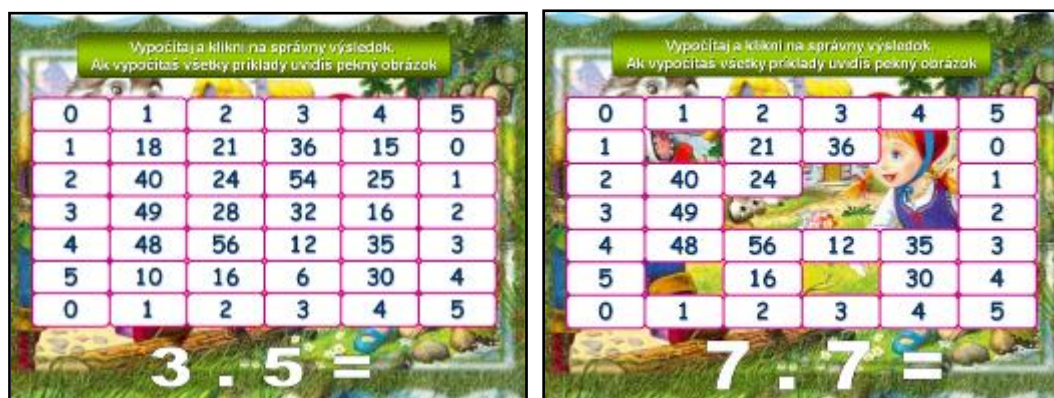 Vypočítaj a klikni na správny výsledok.
Ak vypočítaš všetky príklady uvidíš pekný obrázok
0 1 2 3 4 5
1 18 21 36 15 0
2 40 24 54 25 1
3 49 28 32 16 2
4 48 56 12 35 3
5 10 16 6 30 4
0 1 2 3 4 5
3 . 5 =
Vypočítaj a klikni na správny výsledok.
Ak vypočítaš všetky príklady uvidíš pekný obrázok
0 1 2 3 4 5
1 21 36 0
2 40 24 1
3 49 2
4 48 56 12 35 3
5 16 30 4
0 1 2 3 4 5
7 . 7 =